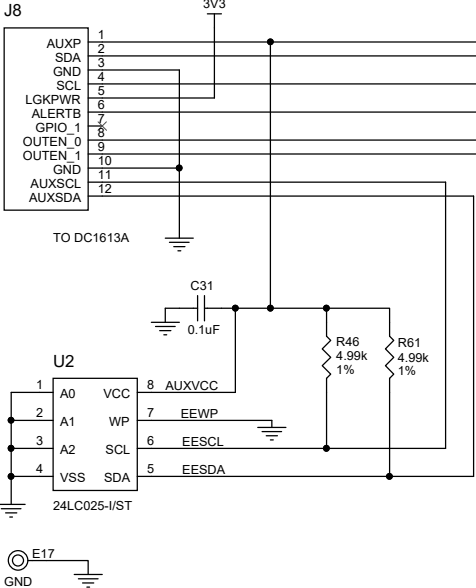 J8
3V3
AUXP 1
SDA 2
GND 3
SCL 4
LGKPWR 5
ALERTB 6
GPIO_1 7
OUTEN_0 8
OUTEN_1 9
GND 10
AUXSCL 11
AUXSDA 12
TO DC1613A
C31
0.1uF
R46
4.99k
1%
R61
4.99k
1%
U2
1 A0 VCC 8 AUXVCC
2 A1 WP 7 EEWP
3 A2 SCL 6 EESCL
4 VSS SDA 5 EESDA
24LC025-I/ST
E17
GND